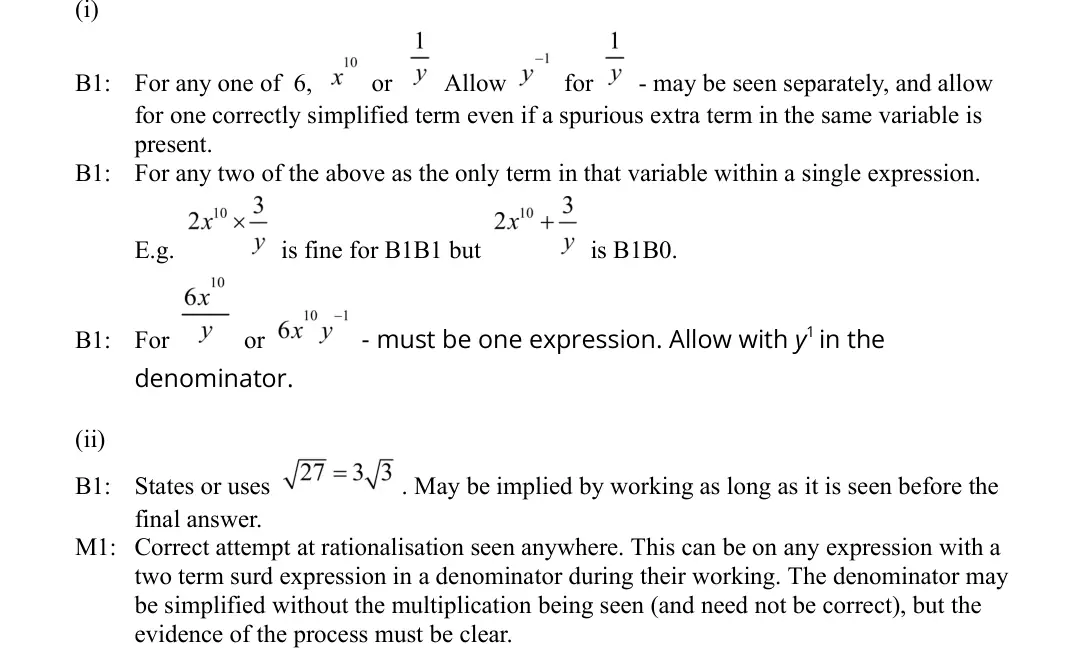 (i)
B1: For any one of 6, x^10 or 1/y Allow y^−1 for 1/y - may be seen separately, and allow
for one correctly simplified term even if a spurious extra term in the same variable is
present.
B1: For any two of the above as the only term in that variable within a single expression.
E.g. 2x^10 × 3/y is fine for B1B1 but 2x^10 + 3/y is B1B0.
B1: For 6x^10/y or 6x^10 y^−1 - must be one expression. Allow with y^1 in the
denominator.
(ii)
B1: States or uses √27 = 3√3 . May be implied by working as long as it is seen before the
final answer.
M1: Correct attempt at rationalisation seen anywhere. This can be on any expression with a
two term surd expression in a denominator during their working. The denominator may
be simplified without the multiplication being seen (and need not be correct), but the
evidence of the process must be clear.